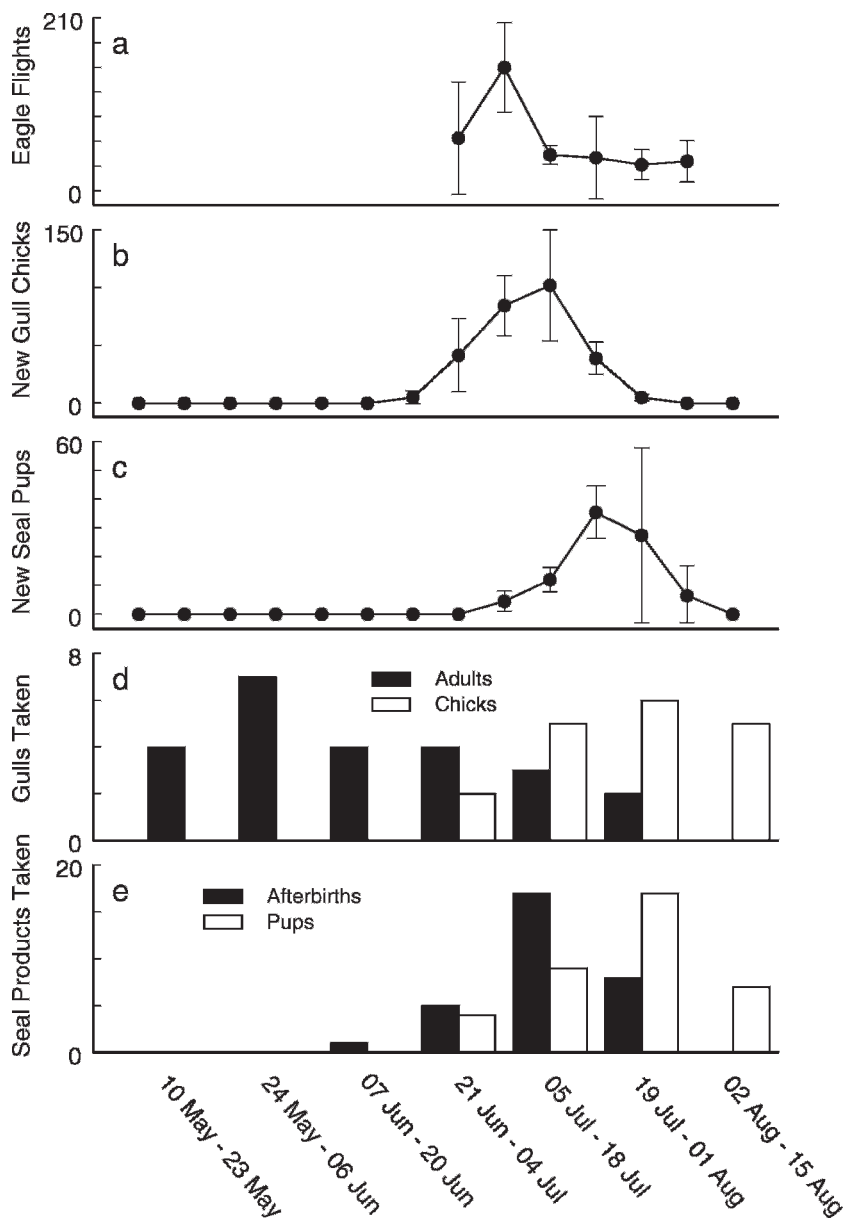 210
a
Eagle Flights
0
150
b
New Gull Chicks
0
60
c
New Seal Pups
0
8
d
Adults
Chicks
Gulls Taken
0
20
e
Afterbirths
Pups
Seal Products Taken
0
10 May - 23 May
24 May - 06 Jun
07 Jun - 20 Jun
21 Jun - 04 Jul
05 Jul - 18 Jul
19 Jul - 01 Aug
02 Aug - 15 Aug